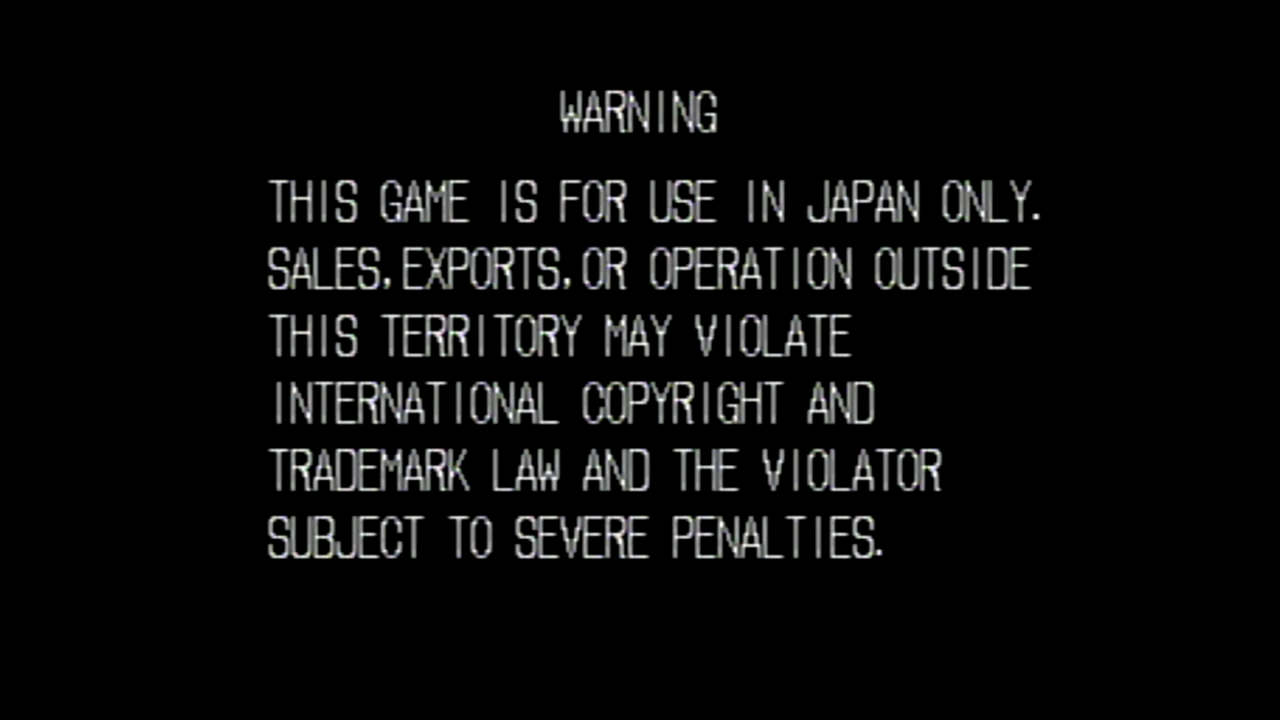 WARNING
THIS GAME IS FOR USE IN JAPAN ONLY.
SALES,EXPORTS,OR OPERATION OUTSIDE
THIS TERRITORY MAY VIOLATE
INTERNATIONAL COPYRIGHT AND
TRADEMARK LAW AND THE VIOLATOR
SUBJECT TO SEVERE PENALTIES.